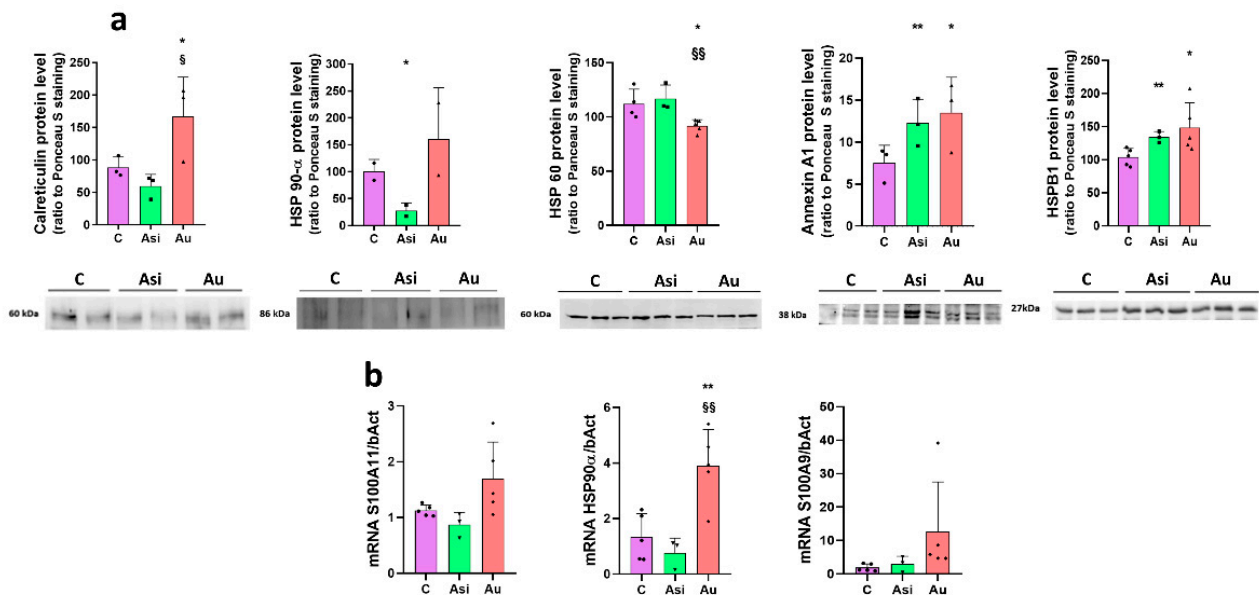 a
Calreticulin protein level
(ratio to Ponceau S staining)
250
200
150
100
50
0
*
§
C Asi Au
HSP 90-α protein level
(ratio to Ponceau S staining)
300
250
200
150
100
50
0
*
C Asi Au
HSP 60 protein level
(ratio to Ponceau S staining)
200
150
100
50
0
*
§§
C Asi Au
Annexin A1 protein level
(ratio to Ponceau S staining)
25
20
15
10
5
0
** *
C Asi Au
HSPB1 protein level
(ratio to Ponceau S staining)
250
200
150
100
50
0
** *
C Asi Au
C Asi Au
60 kDa
C Asi Au
86 kDa
C Asi Au
60 kDa
C Asi Au
38 kDa
C Asi Au
27kDa
b
mRNA S100A11/bAct
3
2
1
0
C Asi Au
mRNA HSP90α/bAct
6
4
2
0
**
§§
C Asi Au
mRNA S100A9/bAct
50
40
30
20
10
0
C Asi Au